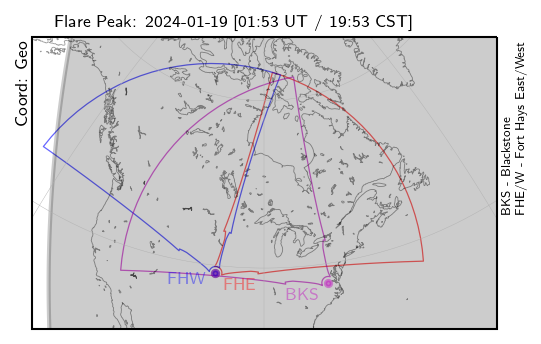 Flare Peak: 2024-01-19 [01:53 UT / 19:53 CST]
Coord: Geo
FHW
FHE
BKS
BKS - Blackstone
FHE/W - Fort Hays East/West